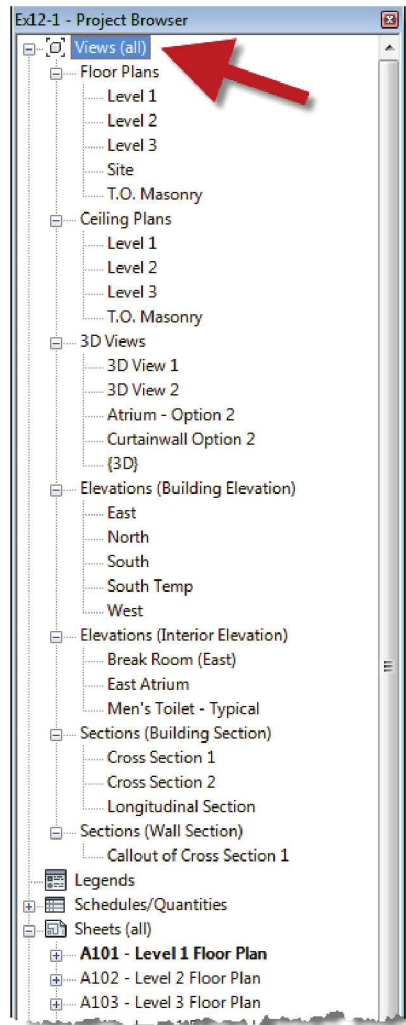 Ex12-1 - Project Browser
Views (all)
Floor Plans
Level 1
Level 2
Level 3
Site
T.O. Masonry
Ceiling Plans
Level 1
Level 2
Level 3
T.O. Masonry
3D Views
3D View 1
3D View 2
Atrium - Option 2
Curtainwall Option 2
{3D}
Elevations (Building Elevation)
East
North
South
South Temp
West
Elevations (Interior Elevation)
Break Room (East)
East Atrium
Men's Toilet - Typical
Sections (Building Section)
Cross Section 1
Cross Section 2
Longitudinal Section
Sections (Wall Section)
Callout of Cross Section 1
Legends
Schedules/Quantities
Sheets (all)
A101 - Level 1 Floor Plan
A102 - Level 2 Floor Plan
A103 - Level 3 Floor Plan